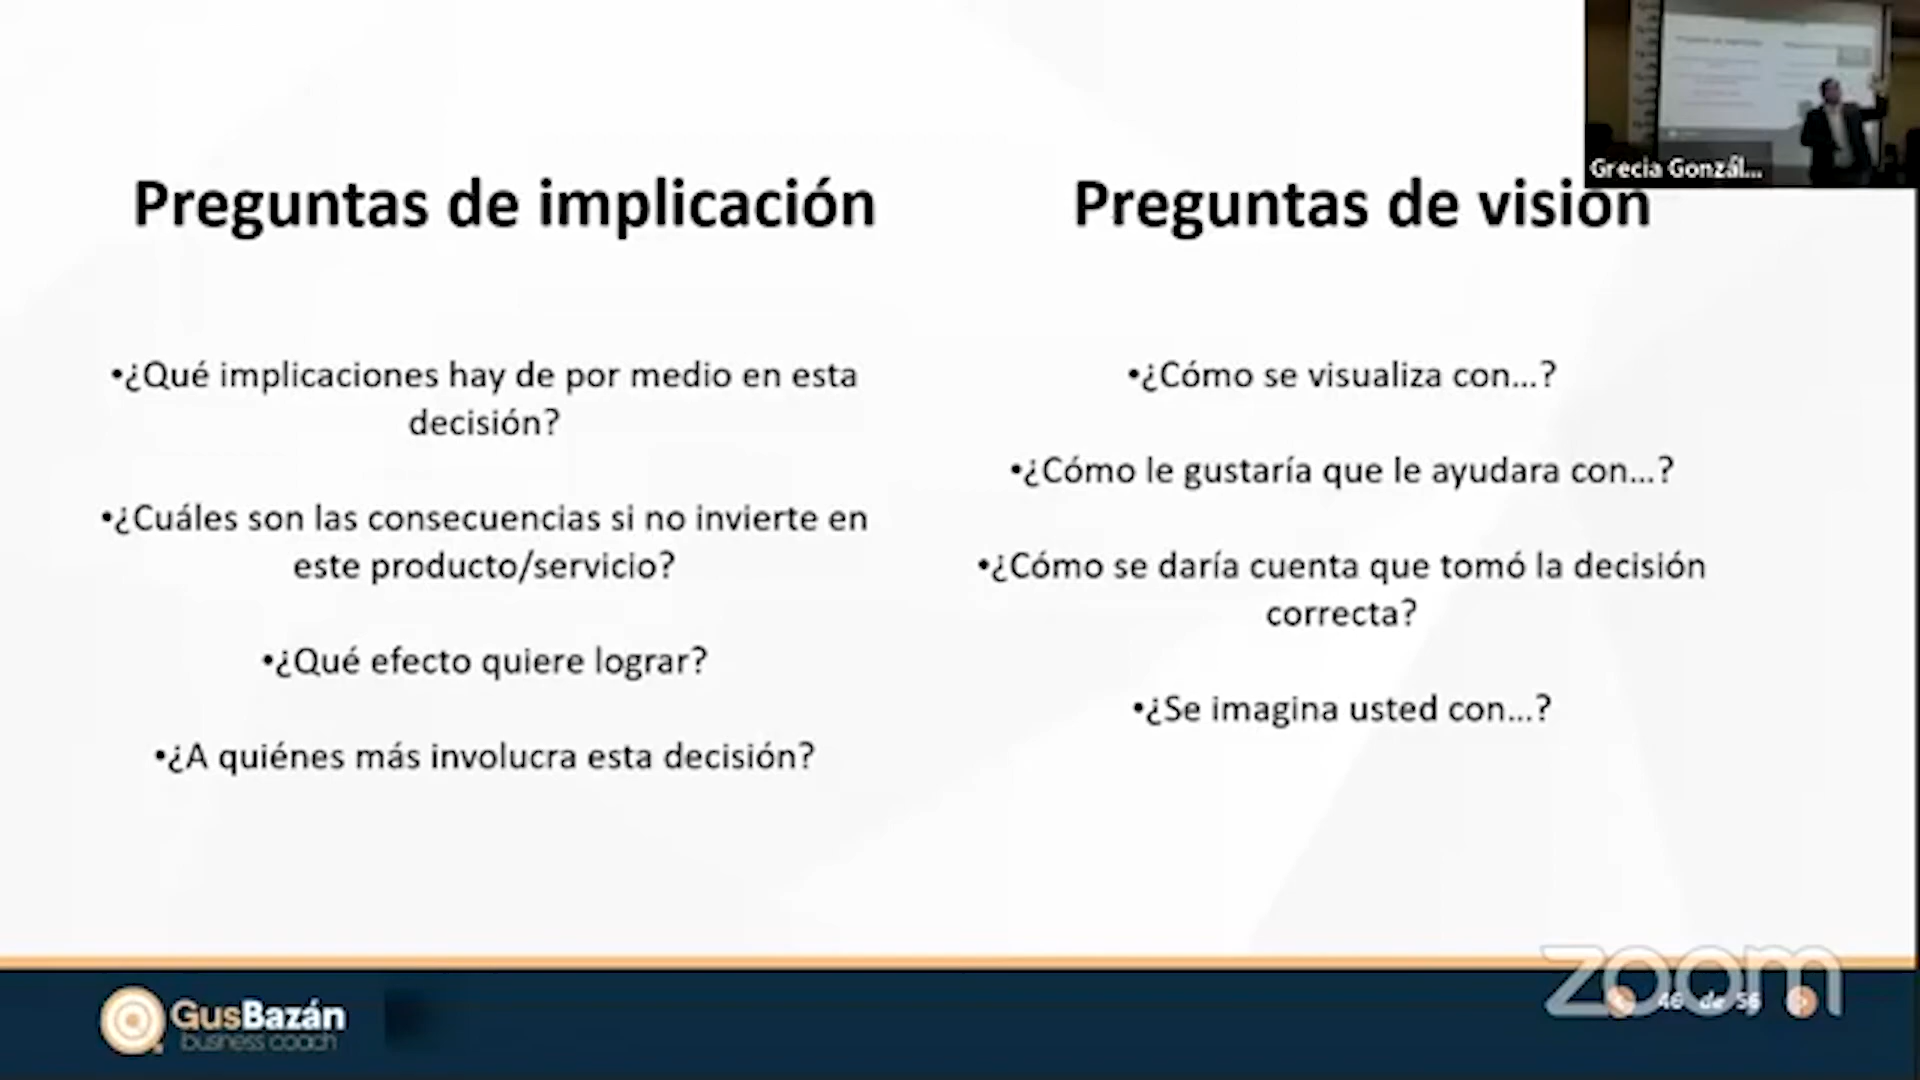 Grecia Gonzál...
Preguntas de implicación
•¿Qué implicaciones hay de por medio en esta
decisión?
•¿Cuáles son las consecuencias si no invierte en
este producto/servicio?
•¿Qué efecto quiere lograr?
•¿A quiénes más involucra esta decisión?
Preguntas de visión
•¿Cómo se visualiza con...?
•¿Cómo le gustaría que le ayudara con...?
•¿Cómo se daría cuenta que tomó la decisión
correcta?
•¿Se imagina usted con...?
GusBazán
business coach
zoom
46 de 56